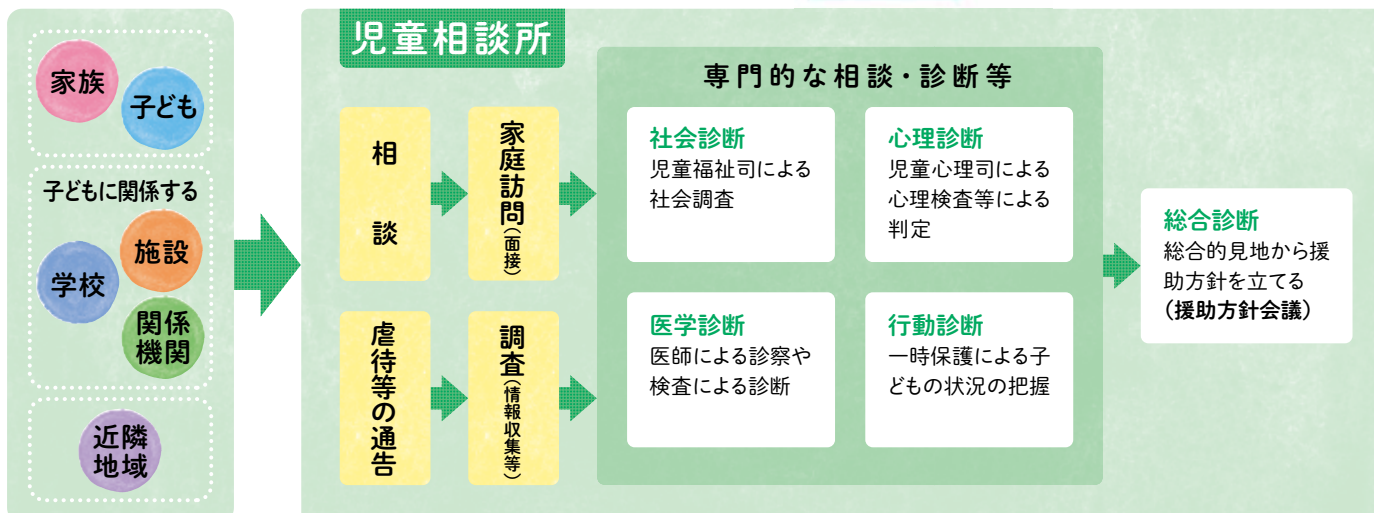 家族
子ども
子どもに関係する
施設
学校
関係
機関
近隣
地域
児童相談所
相談
家庭訪問(面接)
虐待等の通告
調査(情報収集等)
専門的な相談・診断等
社会診断
児童福祉司による
社会調査
心理診断
児童心理司による
心理検査等による
判定
医学診断
医師による診察や
検査による診断
行動診断
一時保護による子
どもの状況の把握
総合診断
総合的見地から援
助方針を立てる
(援助方針会議)